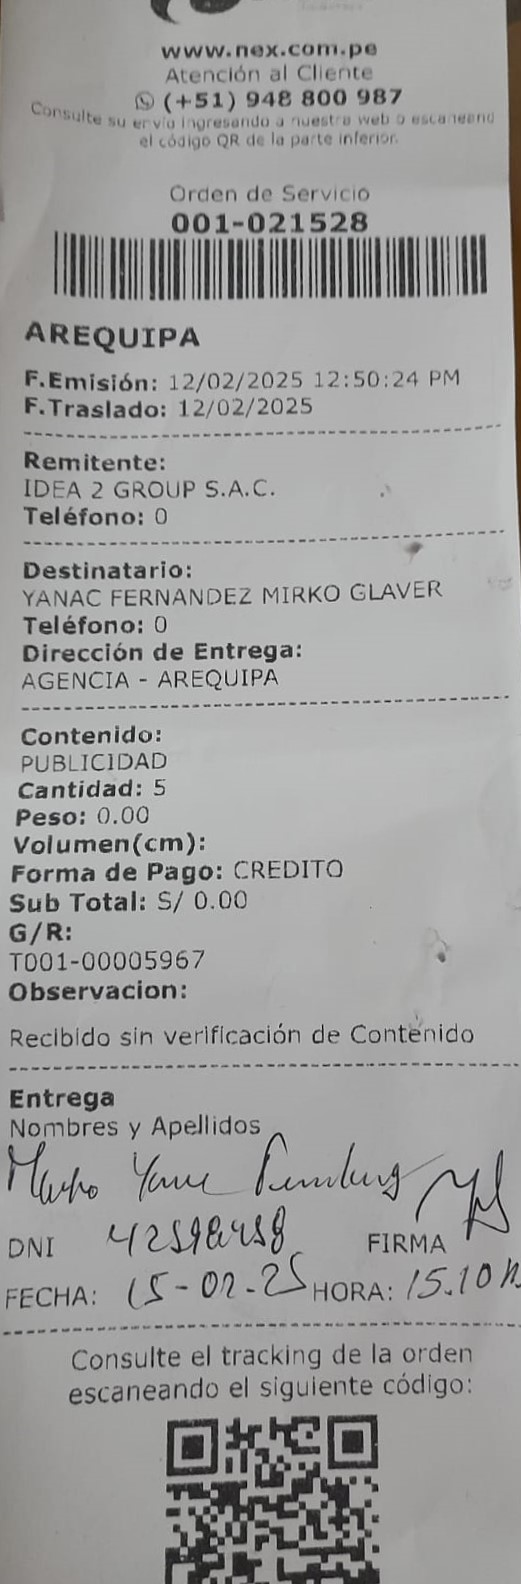 www.nex.com.pe
Atención al Cliente
(+51) 948 800 987
Consulte su envío ingresando a nuestra web o escaneand
el código QR de la parte inferior.
Orden de Servicio
001-021528
AREQUIPA
F.Emisión: 12/02/2025 12:50:24 PM
F.Traslado: 12/02/2025
Remitente:
IDEA 2 GROUP S.A.C.
Teléfono: 0
Destinatario:
YANAC FERNANDEZ MIRKO GLAVER
Teléfono: 0
Dirección de Entrega:
AGENCIA - AREQUIPA
Contenido:
PUBLICIDAD
Cantidad: 5
Peso: 0.00
Volumen(cm):
Forma de Pago: CREDITO
Sub Total: S/ 0.00
G/R:
T001-00005967
Observacion:
Recibido sin verificación de Contenido
Entrega
Nombres y Apellidos
DNI FIRMA
FECHA: 15-02-25 HORA: 15.10 h
Consulte el tracking de la orden
escaneando el siguiente código: